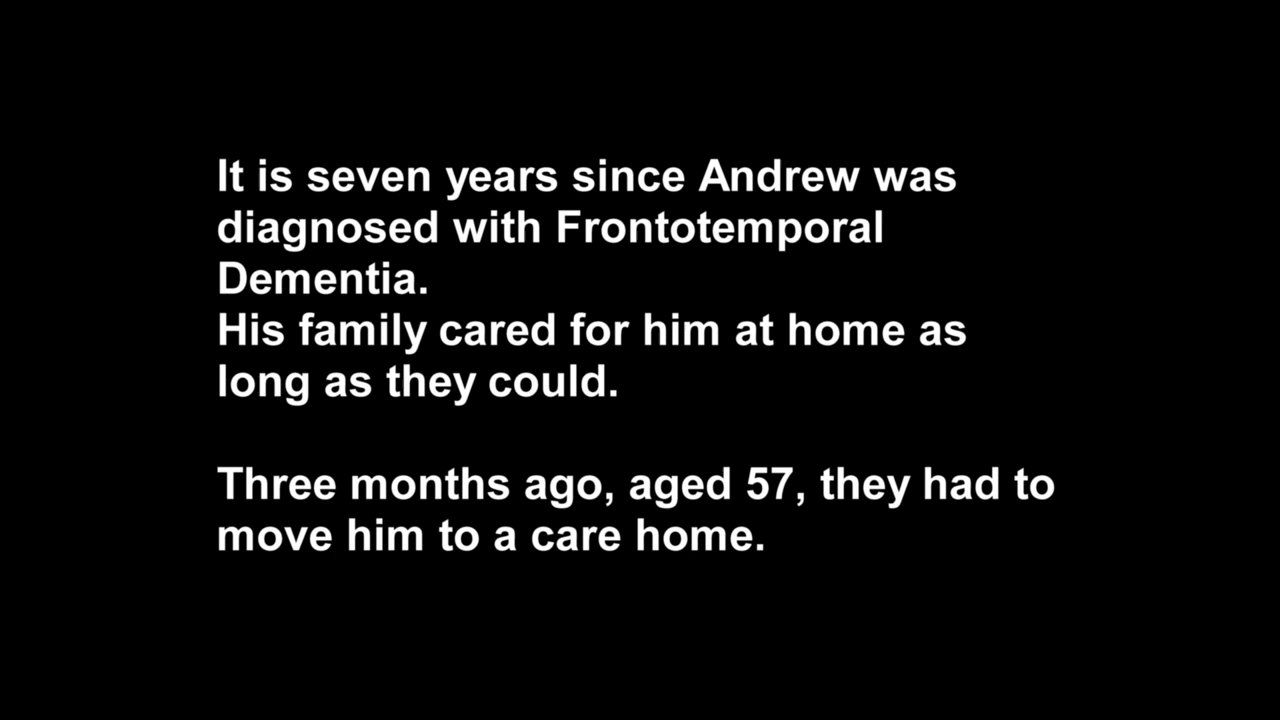 It is seven years since Andrew was
diagnosed with Frontotemporal
Dementia.
His family cared for him at home as
long as they could.
Three months ago, aged 57, they had to
move him to a care home.